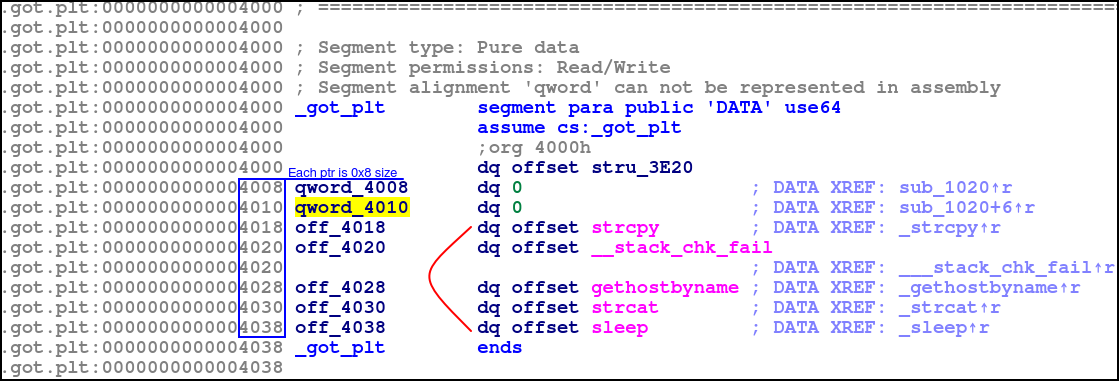 .got.plt:0000000000004000 ; =======================================================================
.got.plt:0000000000004000
.got.plt:0000000000004000 ; Segment type: Pure data
.got.plt:0000000000004000 ; Segment permissions: Read/Write
.got.plt:0000000000004000 ; Segment alignment 'qword' can not be represented in assembly
.got.plt:0000000000004000 _got_plt segment para public 'DATA' use64
.got.plt:0000000000004000 assume cs:_got_plt
.got.plt:0000000000004000 ;org 4000h
.got.plt:0000000000004000 dq offset stru_3E20
Each ptr is 0x8 size
.got.plt:0000000000004008 qword_4008 dq 0 ; DATA XREF: sub_1020↑r
.got.plt:0000000000004010 qword_4010 dq 0 ; DATA XREF: sub_1020+6↑r
.got.plt:0000000000004018 off_4018 dq offset strcpy ; DATA XREF: _strcpy↑r
.got.plt:0000000000004020 off_4020 dq offset __stack_chk_fail
.got.plt:0000000000004020 ; DATA XREF: ___stack_chk_fail↑r
.got.plt:0000000000004028 off_4028 dq offset gethostbyname ; DATA XREF: _gethostbyname↑r
.got.plt:0000000000004030 off_4030 dq offset strcat ; DATA XREF: _strcat↑r
.got.plt:0000000000004038 off_4038 dq offset sleep ; DATA XREF: _sleep↑r
.got.plt:0000000000004038 _got_plt ends
.got.plt:0000000000004038